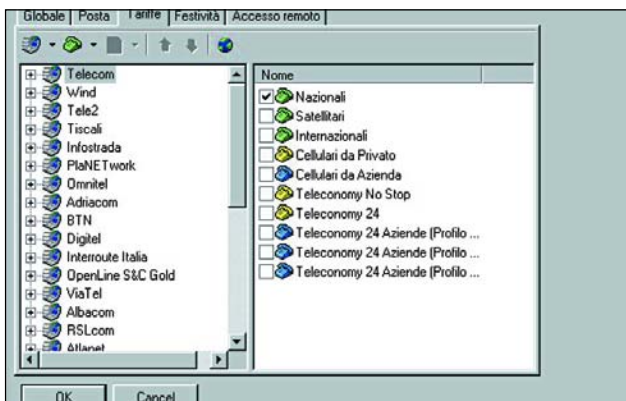 Globale Posta Tariffe Festività Accesso remoto
Telecom
Wind
Tele2
Tiscali
Infostrada
PlaNETwork
Omnitel
Adriacom
BTN
Digitel
Interroute Italia
OpenLine S&C Gold
ViaTel
Albacom
RSLcom
Atlanet
Nome
Nazionali
Satellitari
Internazionali
Cellulari da Privato
Cellulari da Azienda
Teleconomy No Stop
Teleconomy 24
Teleconomy 24 Aziende (Profilo ...
Teleconomy 24 Aziende (Profilo ...
Teleconomy 24 Aziende (Profilo ...
OK Cancel